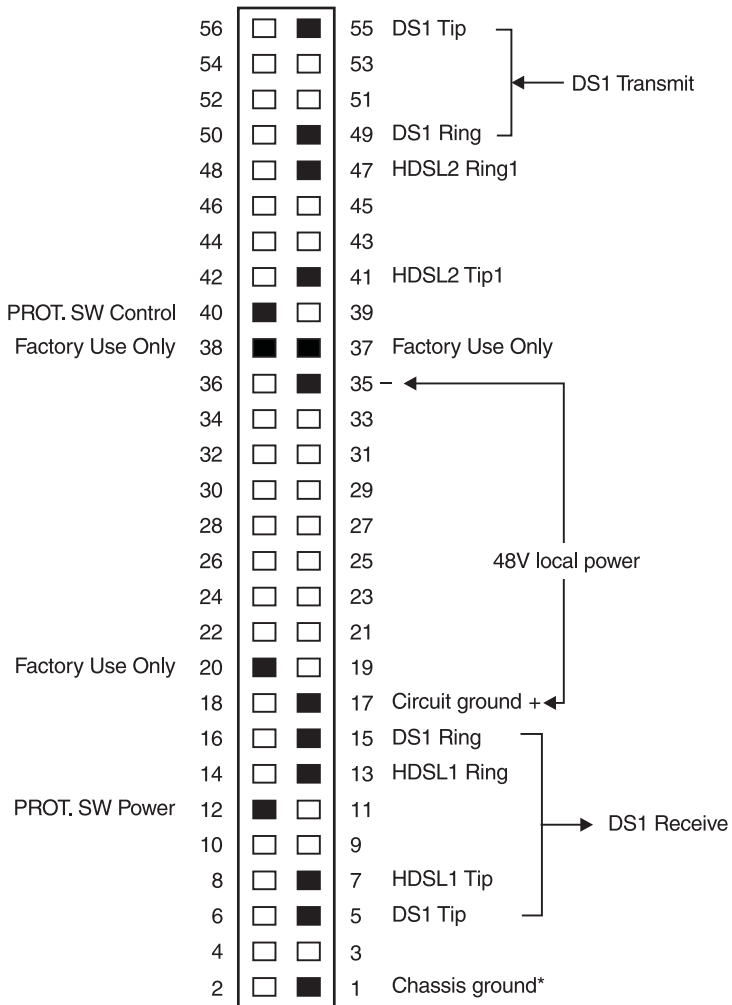 56 55 DS1 Tip
54 53
DS1 Transmit
52 51
50 49 DS1 Ring
48 47 HDSL2 Ring1
46 45
44 43
42 41 HDSL2 Tip1
PROT. SW Control 40 39
Factory Use Only 38 37 Factory Use Only
36 35 –
34 33
32 31
30 29
28 27
26 25 48V local power
24 23
22 21
Factory Use Only 20 19
18 17 Circuit ground +
16 15 DS1 Ring
14 13 HDSL1 Ring
PROT. SW Power 12 11
DS1 Receive
10 9
8 7 HDSL1 Tip
6 5 DS1 Tip
4 3
2 1 Chassis ground*